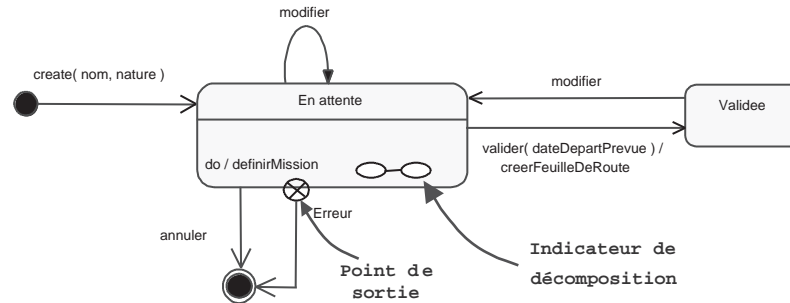 modifier
create( nom, nature )
En attente
modifier
Validee
do / definirMission
valider( dateDepartPrevue ) /
creerFeuilleDeRoute
Erreur
annuler
Point de
sortie
Indicateur de
décomposition